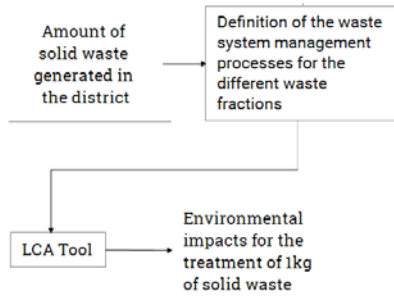 Amount of
solid waste
generated in
the district
Definition of the waste
system management
processes for the
different waste
fractions
LCA Tool
Environmental
impacts for the
treatment of 1kg
of solid waste